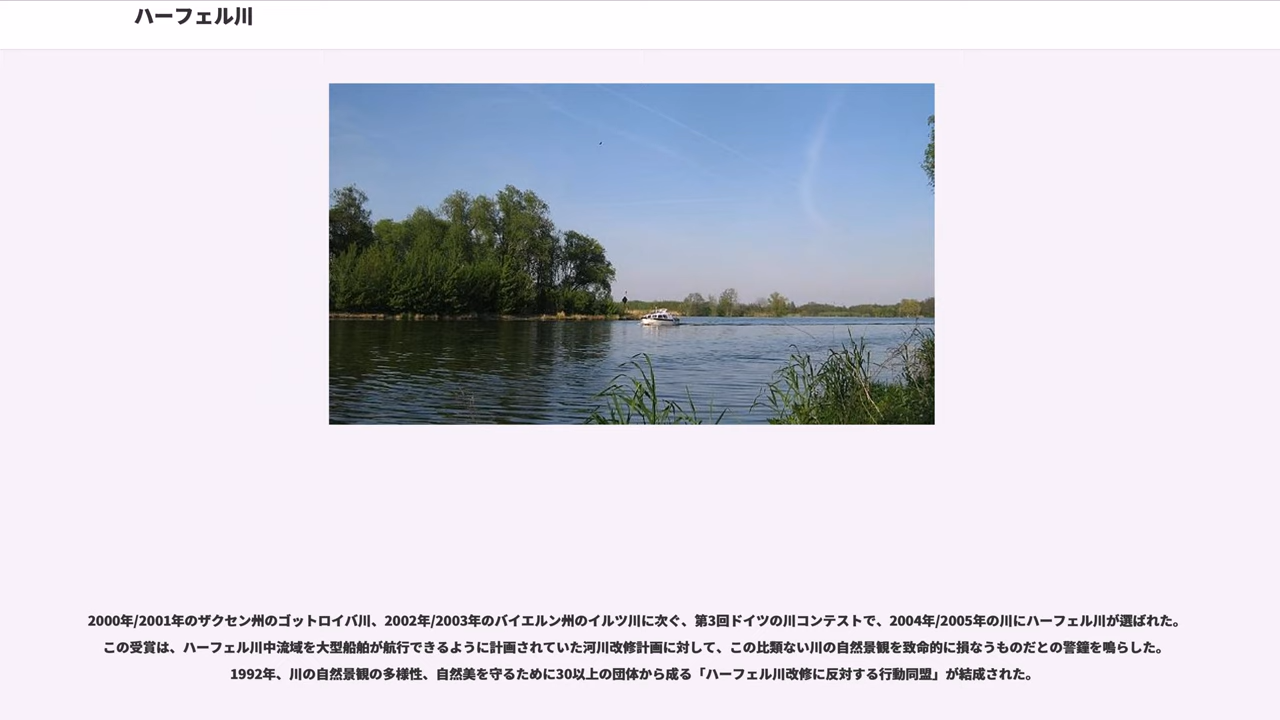 ハーフェル川
2000年/2001年のザクセン州のゴットロイバ川、2002年/2003年のバイエルン州のイルツ川に次ぐ、第3回ドイツの川コンテストで、2004年/2005年の川にハーフェル川が選ばれた。
この受賞は、ハーフェル川中流域を大型船舶が航行できるように計画されていた河川改修計画に対して、この比類ない川の自然景観を致命的に損なうものだとの警鐘を鳴らした。
1992年、川の自然景観の多様性、自然美を守るために30以上の団体から成る「ハーフェル川改修に反対する行動同盟」が結成された。